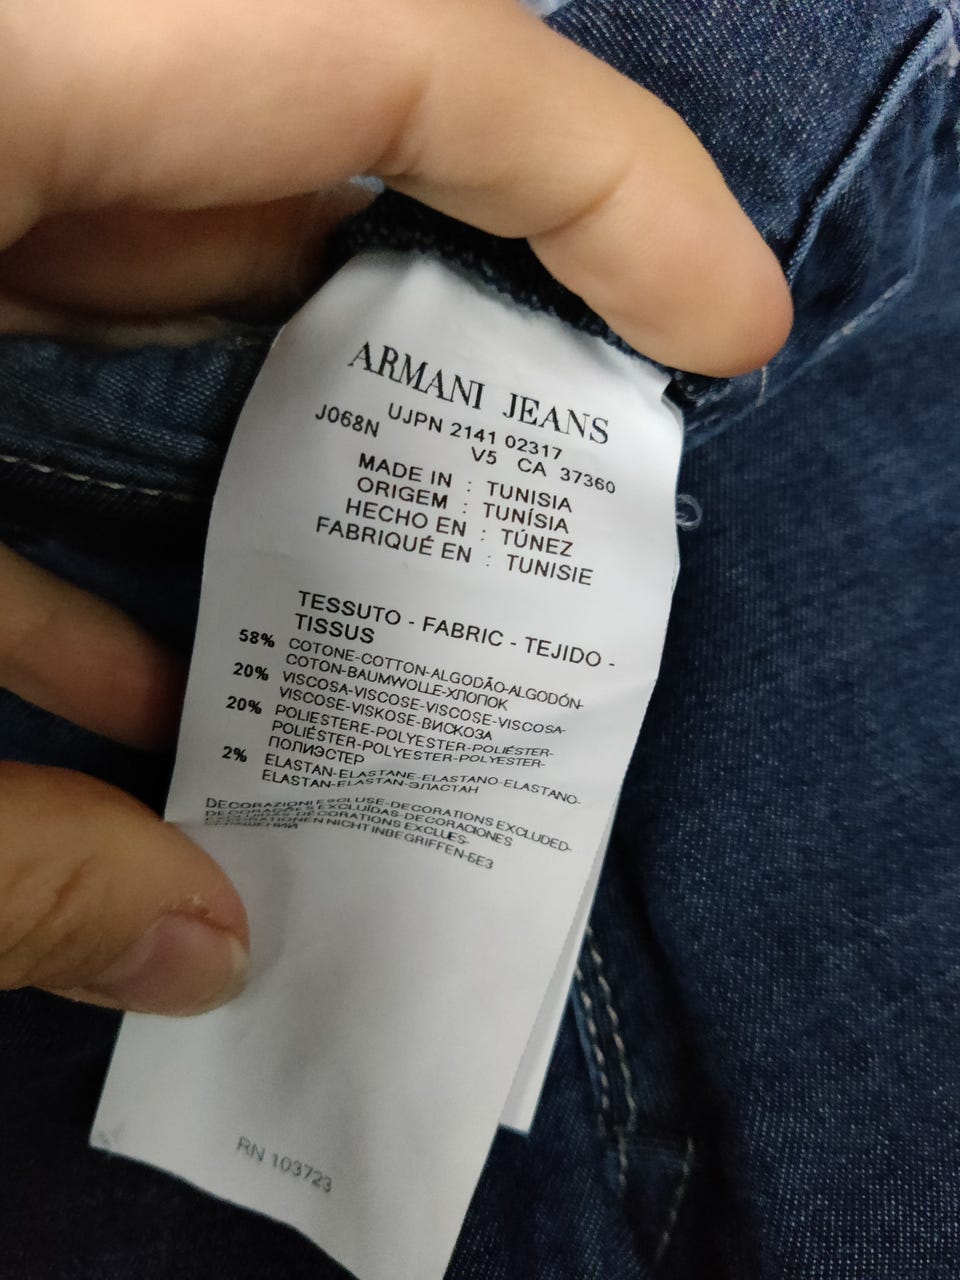 ARMANI JEANS
UJPN 2141 02317
J068N V5 CA 37360
MADE IN : TUNISIA
ORIGEM : TUNÍSIA
HECHO EN : TÚNEZ
FABRIQUÉ EN : TUNISIE
TESSUTO - FABRIC - TEJIDO -
TISSUS
58% COTONE-COTTON-ALGODÃO-ALGODÓN-
COTON-BAUMWOLLE-ХЛОПОК
20% VISCOSA-VISCOSE-VISCOSE-VISCOSA-
VISCOSE-VISKOSE-ВИСКОЗА
20% POLIESTERE-POLYESTER-POLIÉSTER-
POLIÉSTER-POLYESTER-POLYESTER-
ПОЛИЭСТЕР
2% ELASTAN-ELASTANE-ELASTANO-ELASTANO-
ELASTAN-ELASTAN-ЭЛАСТАН
DECORAZIONI ESCLUSE-DECORATIONS EXCLUDED-
DECORAÇÕES EXCLUÍDAS-DECORACIONES
DÉCORATIONS EXCLUES-
NICHT INBEGRIFFEN-БЕЗ
RN 103723